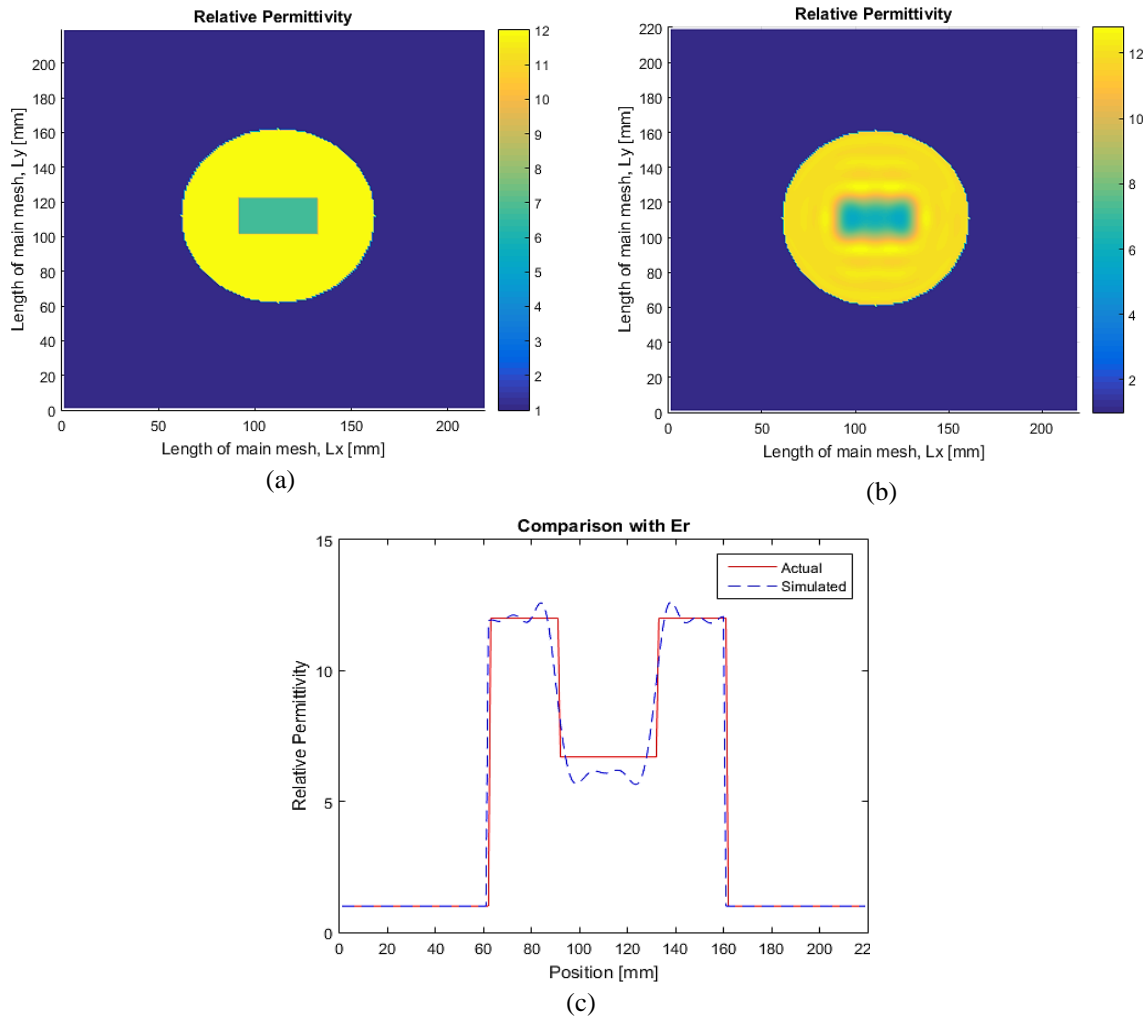 Relative Permittivity
Length of main mesh, Ly [mm]
200
180
160
140
120
100
80
60
40
20
0
0 50 100 150 200
Length of main mesh, Lx [mm]
12
11
10
9
8
7
6
5
4
3
2
1
(a)
Relative Permittivity
Length of main mesh, Ly [mm]
220
200
180
160
140
120
100
80
60
40
20
0
0 50 100 150 200
Length of main mesh, Lx [mm]
12
10
8
6
4
2
(b)
Comparison with Er
Relative Permittivity
15
10
5
0
Actual
Simulated
0 20 40 60 80 100 120 140 160 180 200 22
Position [mm]
(c)